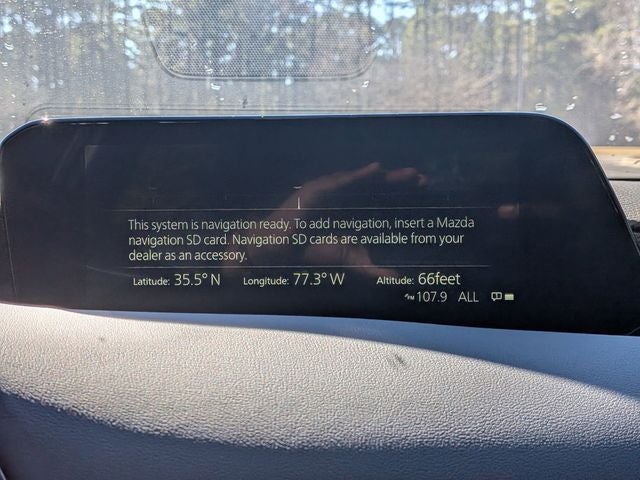 This system is navigation ready. To add navigation, insert a Mazda
navigation SD card. Navigation SD cards are available from your
dealer as an accessory.
Latitude: 35.5° N Longitude: 77.3° W Altitude: 66feet
FM 107.9 ALL